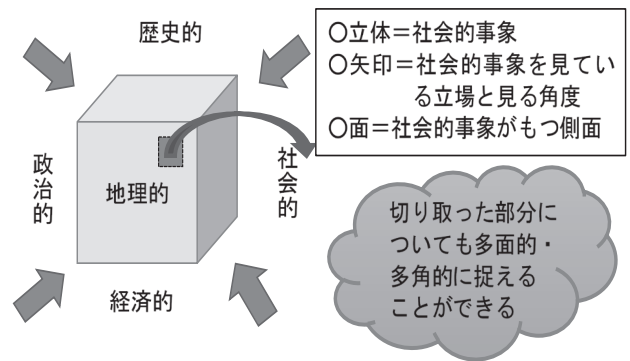 歴史的
政治的
地理的
社会的
経済的
〇立体＝社会的事象
〇矢印＝社会的事象を見てい
る立場と見る角度
〇面＝社会的事象がもつ側面
切り取った部分に
ついても多面的・
多角的に捉える
ことができる